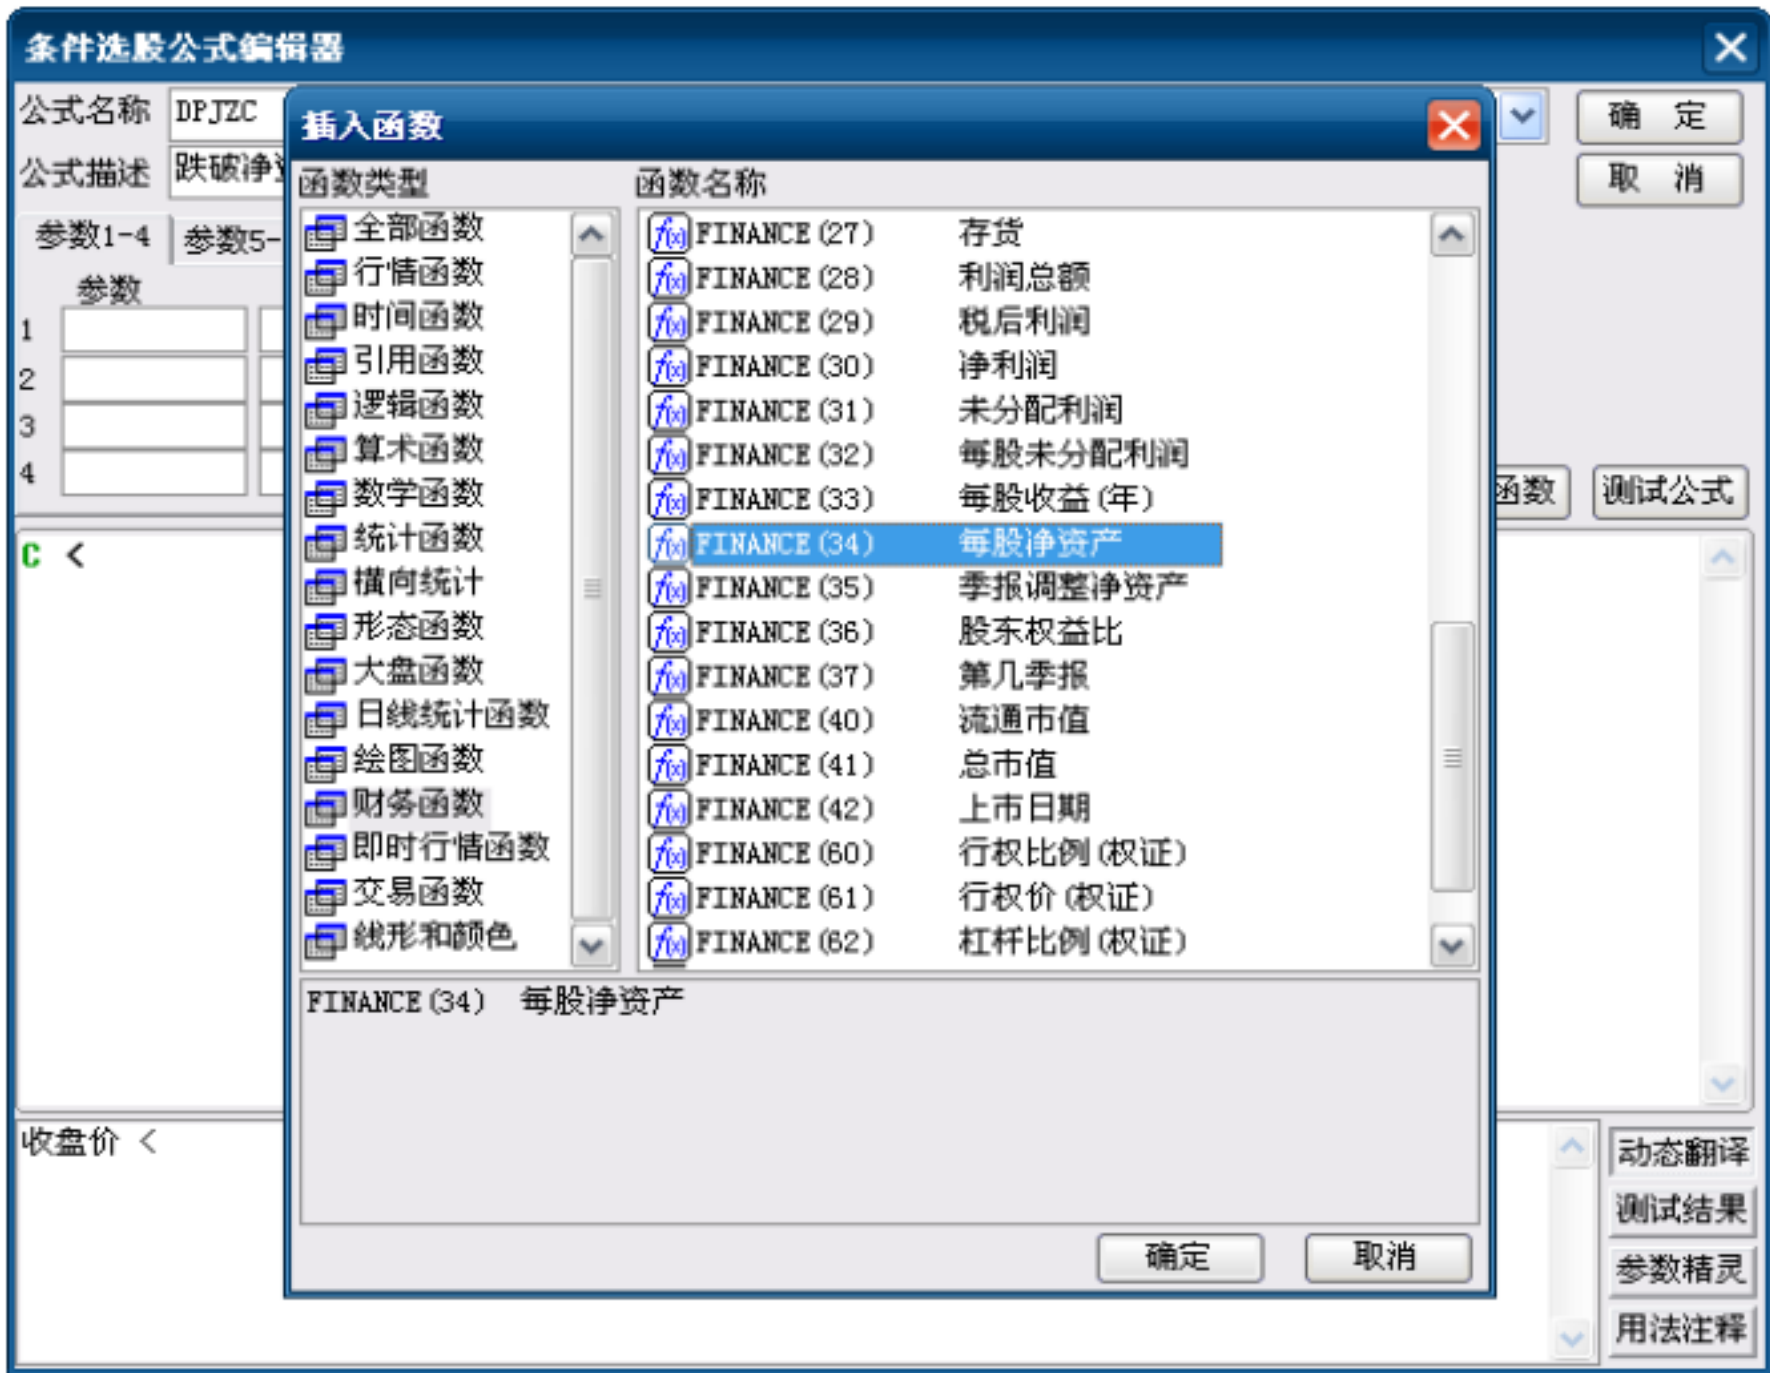 条件选股公式编辑器
公式名称 DPJZC
确 定
公式描述 跌破净
取 消
参数1-4 参数5-
参数
1
2
3
4
函数 测试公式
C <
插入函数
函数类型
全部函数
行情函数
时间函数
引用函数
逻辑函数
算术函数
数学函数
统计函数
横向统计
形态函数
大盘函数
日线统计函数
绘图函数
财务函数
即时行情函数
交易函数
线形和颜色
函数名称
FINANCE(27) 存货
FINANCE(28) 利润总额
FINANCE(29) 税后利润
FINANCE(30) 净利润
FINANCE(31) 未分配利润
FINANCE(32) 每股未分配利润
FINANCE(33) 每股收益(年)
FINANCE(34) 每股净资产
FINANCE(35) 季报调整净资产
FINANCE(36) 股东权益比
FINANCE(37) 第几季报
FINANCE(40) 流通市值
FINANCE(41) 总市值
FINANCE(42) 上市日期
FINANCE(60) 行权比例(权证)
FINANCE(61) 行权价(权证)
FINANCE(62) 杠杆比例(权证)
FINANCE(34) 每股净资产
确定 取消
收盘价 <
动态翻译
测试结果
参数精灵
用法注释